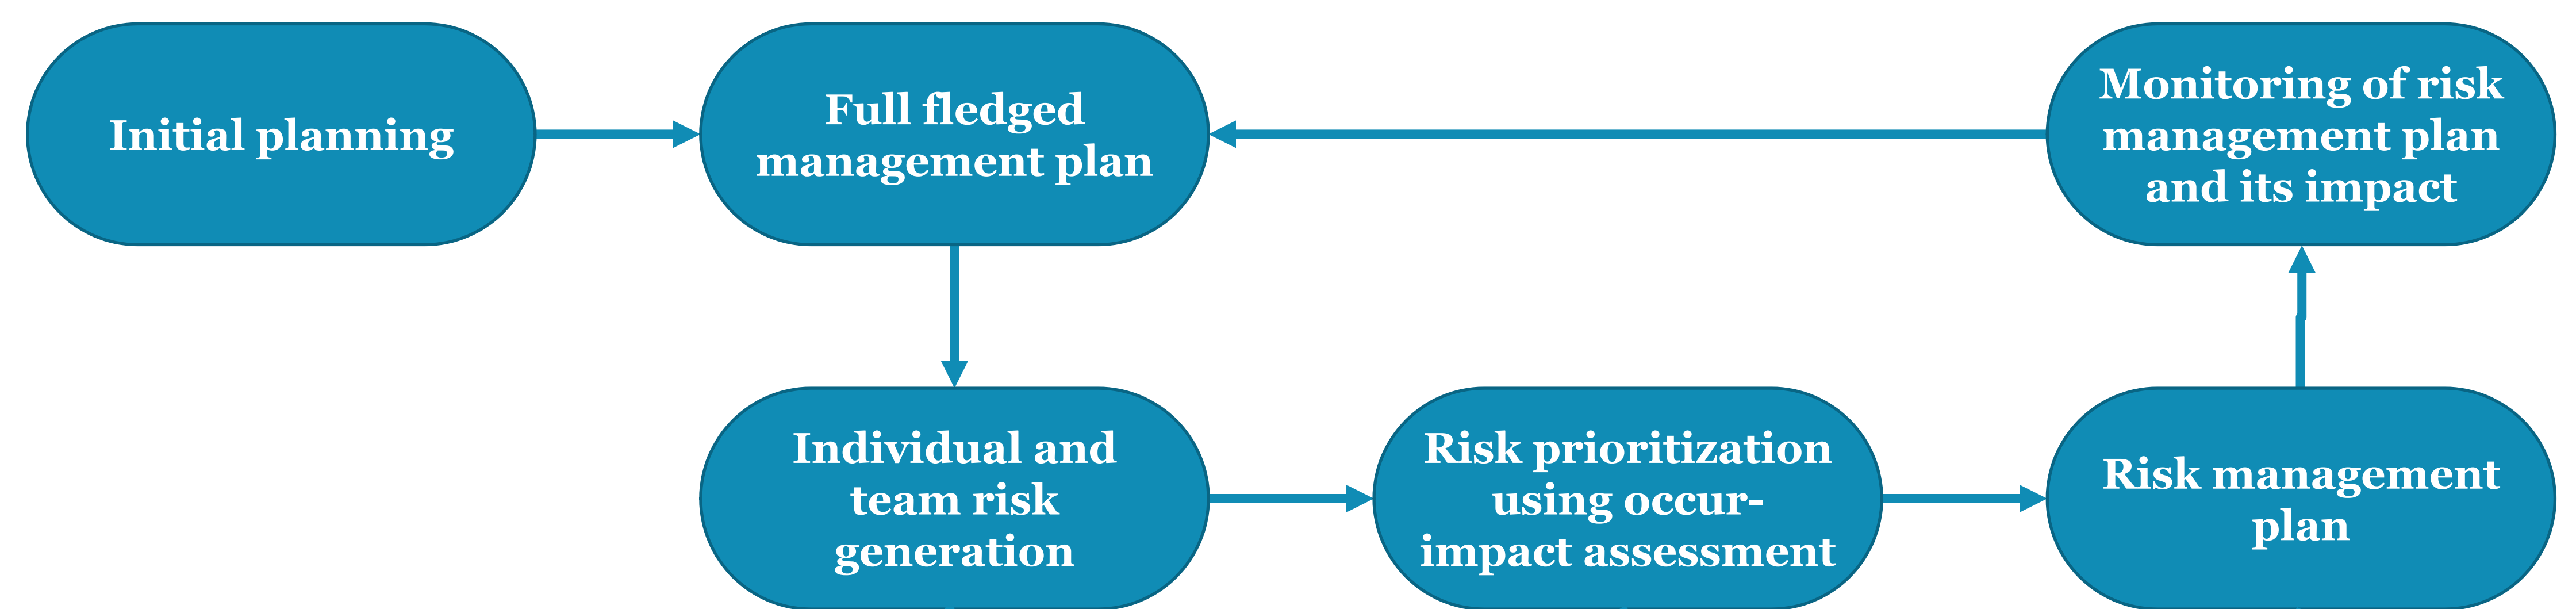 Initial planning
Full fledged
management plan
Monitoring of risk
management plan
and its impact
Individual and
team risk
generation
Risk prioritization
using occur-
impact assessment
Risk management
plan